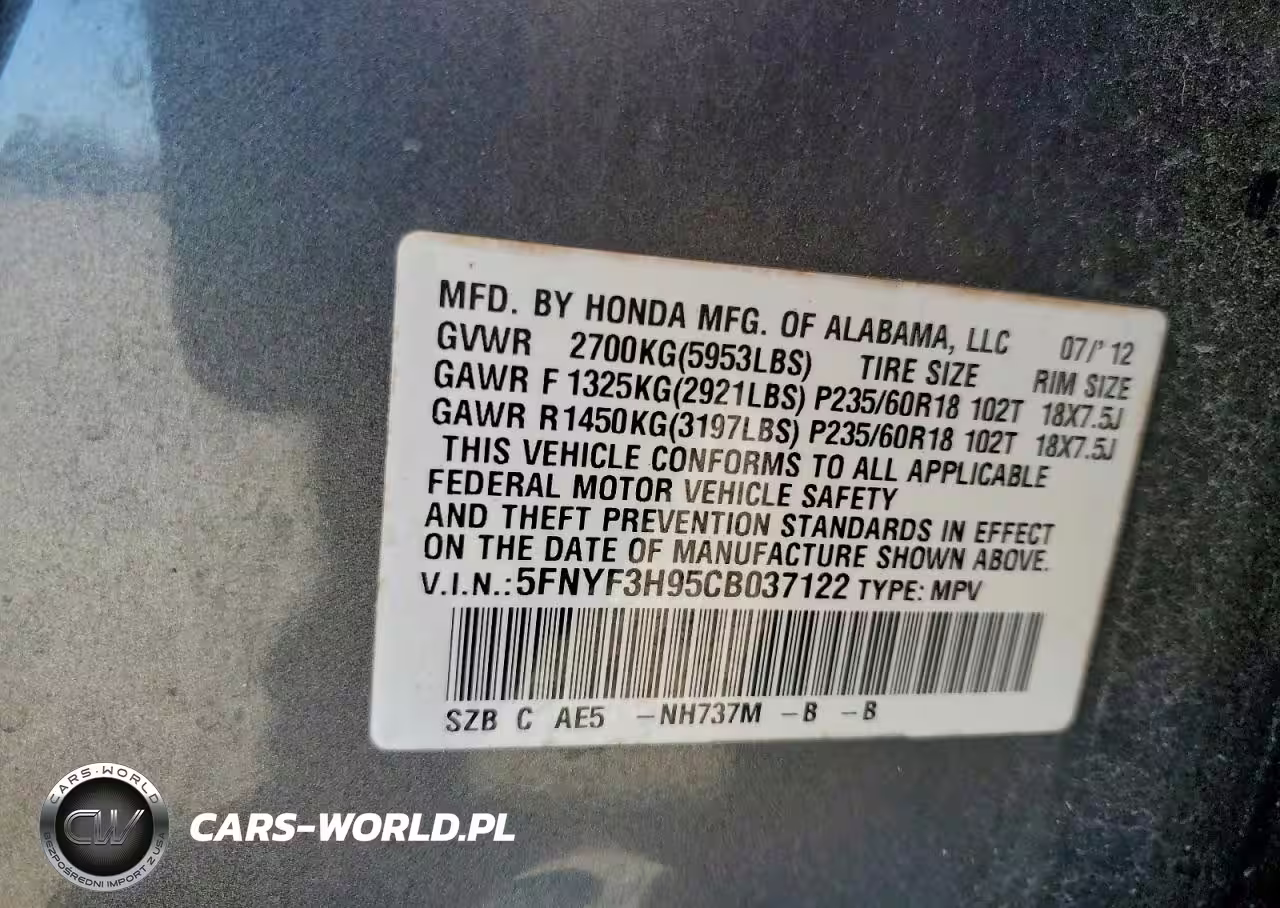 MFD. BY HONDA MFG. OF ALABAMA, LLC 07/' 12
GVWR 2700KG(5953LBS) TIRE SIZE RIM SIZE
GAWR F 1325KG(2921LBS) P235/60R18 102T 18X7.5J
GAWR R1450KG(3197LBS) P235/60R18 102T 18X7.5J
THIS VEHICLE CONFORMS TO ALL APPLICABLE
FEDERAL MOTOR VEHICLE SAFETY
AND THEFT PREVENTION STANDARDS IN EFFECT
ON THE DATE OF MANUFACTURE SHOWN ABOVE.
V.I.N.:5FNYF3H95CB037122 TYPE: MPV
SZB C AE5 -NH737M -B -B
CARS-WORLD
CW
BEZPOŚREDNI IMPORT Z USA
CARS-WORLD.PL